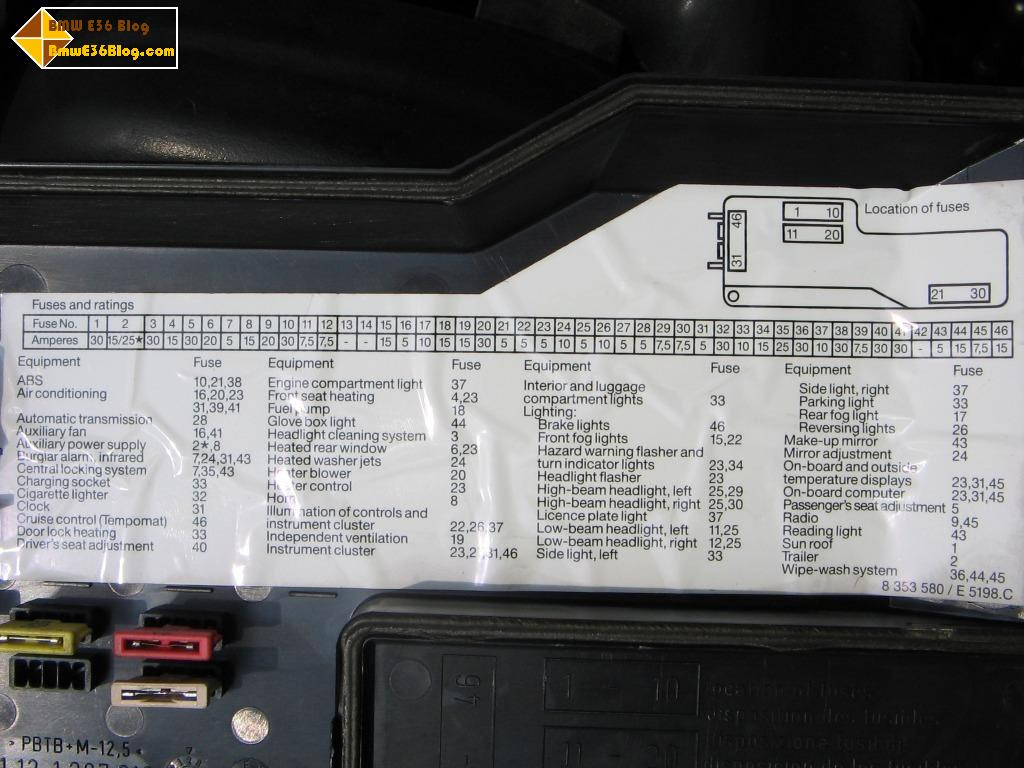 BMW E36 Blog
BmwE36Blog.com
Location of fuses
1 10
11 20
46
31
21 30
Fuses and ratings
Fuse No. 1 2 3 4 5 6 7 8 9 10 11 12 13 14 15 16 17 18 19 20 21 22 23 24 25 26 27 28 29 30 31 32 33 34 35 36 37 38 39 40 41 42 43 44 45 46
Amperes 30 15/25* 30 15 30 20 5 15 20 30 7,5 7,5 - - 15 5 10 15 15 30 5 5 5 10 5 10 5 5 7,5 7,5 5 30 10 15 25 30 10 30 7,5 30 30 - 5 15 7,5 15
Equipment Fuse
ABS 10,21,38
Air conditioning 16,20,23
31,39,41
Automatic transmission 28
Auxiliary fan 16,41
Auxiliary power supply 2*,8
Burglar alarm, infrared 7,24,31,43
Central locking system 7,35,43
Charging socket 33
Cigarette lighter 32
Clock 31
Cruise control (Tempomat) 46
Door lock heating 33
Driver's seat adjustment 40
Equipment Fuse
Engine compartment light 37
Front seat heating 4,23
Fuel pump 18
Glove box light 44
Headlight cleaning system 3
Heated rear window 6,23
Heated washer jets 24
Heater blower 20
Heater control 23
Horn 8
Illumination of controls and
instrument cluster 22,26,37
Independent ventilation 19
Instrument cluster 23,21,31,46
Equipment Fuse
Interior and luggage
compartment lights 33
Lighting:
Brake lights 46
Front fog lights 15,22
Hazard warning flasher and
turn indicator lights 23,34
Headlight flasher 23
High-beam headlight, left 25,29
High-beam headlight, right 25,30
Licence plate light 37
Low-beam headlight, left 11,25
Low-beam headlight, right 12,25
Side light, left 33
Equipment Fuse
Side light, right 37
Parking light 33
Rear fog light 17
Reversing lights 26
Make-up mirror 43
Mirror adjustment 24
On-board and outside
temperature displays 23,31,45
On-board computer 23,31,45
Passenger's seat adjustment 5
Radio 9,45
Reading light 43
Sun roof 1
Trailer 2
Wipe-wash system 36,44,45
8 353 580 / E 5198.C
> PBTB+M-12,5 <
46
1 - 10
11 - 20